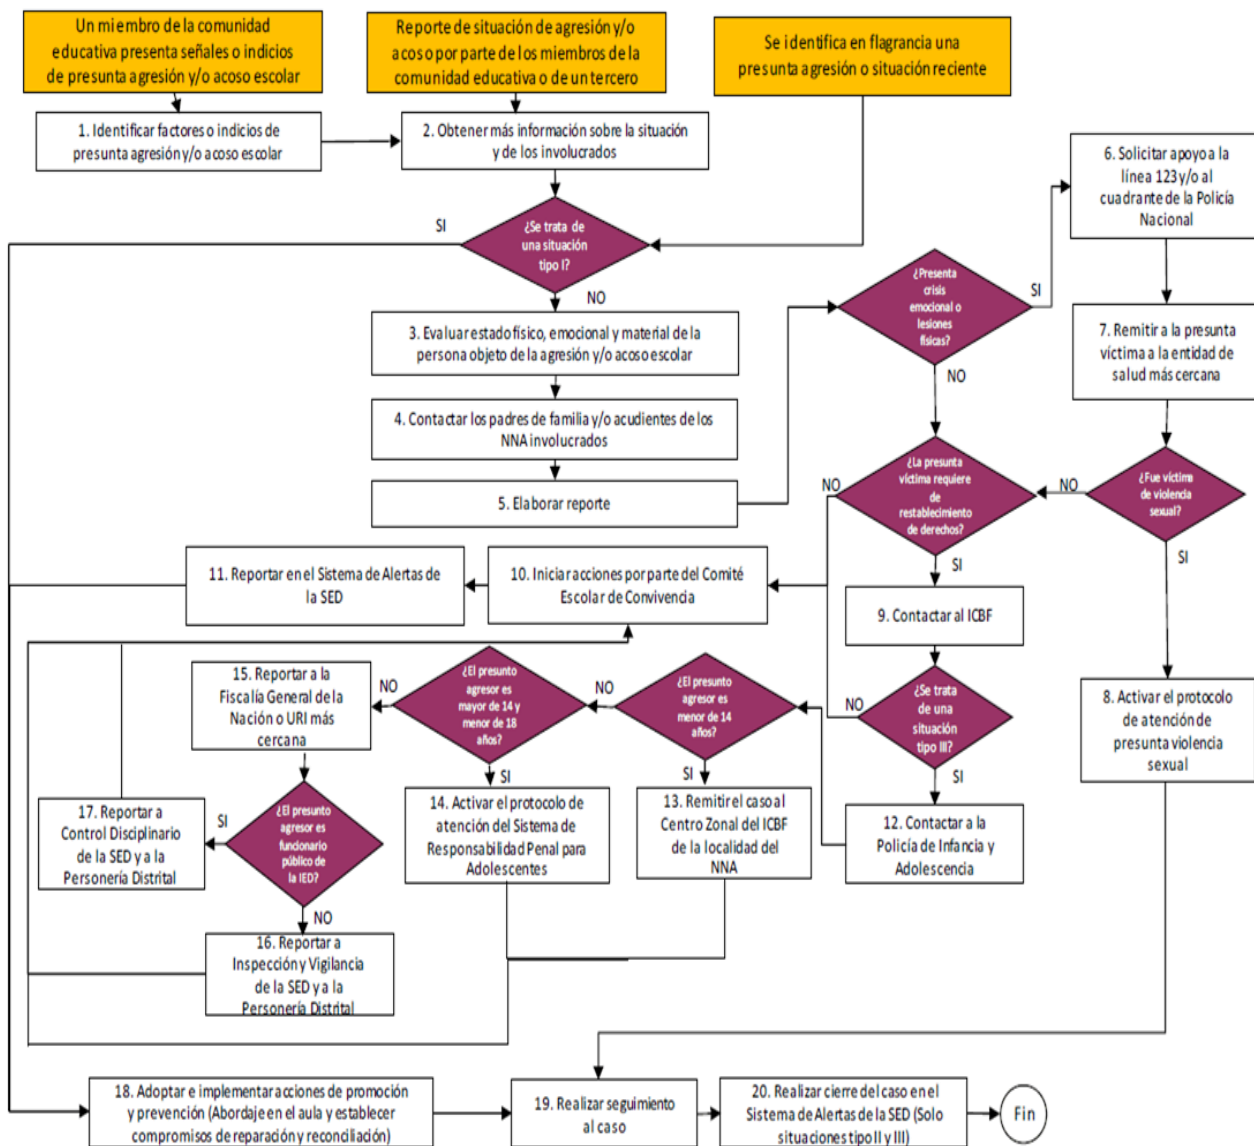 Un miembro de la comunidad
educativa presenta señales o indicios
de presunta agresión y/o acoso escolar
Reporte de situación de agresión y/o
acoso por parte de los miembros de la
comunidad educativa o de un tercero
Se identifica en flagrancia una
presunta agresión o situación reciente
1. Identificar factores o indicios de
presunta agresión y/o acoso escolar
2. Obtener más información sobre la situación
y de los involucrados
6. Solicitar apoyo a la
línea 123 y/o al
cuadrante de la Policía
Nacional
SI
¿Se trata de
una situación
tipo I?
NO
¿Presenta
crisis
emocional o
lesiones
físicas?
SI
NO
3. Evaluar estado físico, emocional y material de la
persona objeto de la agresión y/o acoso escolar
7. Remitir a la presunta
víctima a la entidad de
salud más cercana
4. Contactar los padres de familia y/o acudientes de los
NNA involucrados
5. Elaborar reporte
NO
¿La presunta
víctima requiere
de
restablecimiento
de derechos?
SI
NO
¿Fue víctima
de violencia
sexual?
SI
11. Reportar en el Sistema de Alertas de
la SED
10. Iniciar acciones por parte del Comité
Escolar de Convivencia
9. Contactar al ICBF
15. Reportar a la
Fiscalía General de la
Nación o URI más
cercana
NO
¿El presunto
agresor es
mayor de 14 y
menor de 18
años?
SI
NO
¿El presunto
agresor es
menor de 14
años?
SI
NO
¿Se trata
de una
situación
tipo III?
SI
8. Activar el protocolo
de atención de
presunta violencia
sexual
17. Reportar a
Control Disciplinario
de la SED y a la
Personería Distrital
SI
¿El presunto
agresor es
funcionario
público de
la IED?
NO
14. Activar el protocolo de
atención del Sistema de
Responsabilidad Penal para
Adolescentes
13. Remitir el caso al
Centro Zonal del ICBF
de la localidad del
NNA
12. Contactar a la
Policía de Infancia y
Adolescencia
16. Reportar a
Inspección y Vigilancia
de la SED y a la
Personería Distrital
18. Adoptar e implementar acciones de promoción
y prevención (Abordaje en el aula y establecer
compromisos de reparación y reconciliación)
19. Realizar seguimiento
al caso
20. Realizar cierre del caso en el
Sistema de Alertas de la SED (Solo
situaciones tipo II y III)
Fin